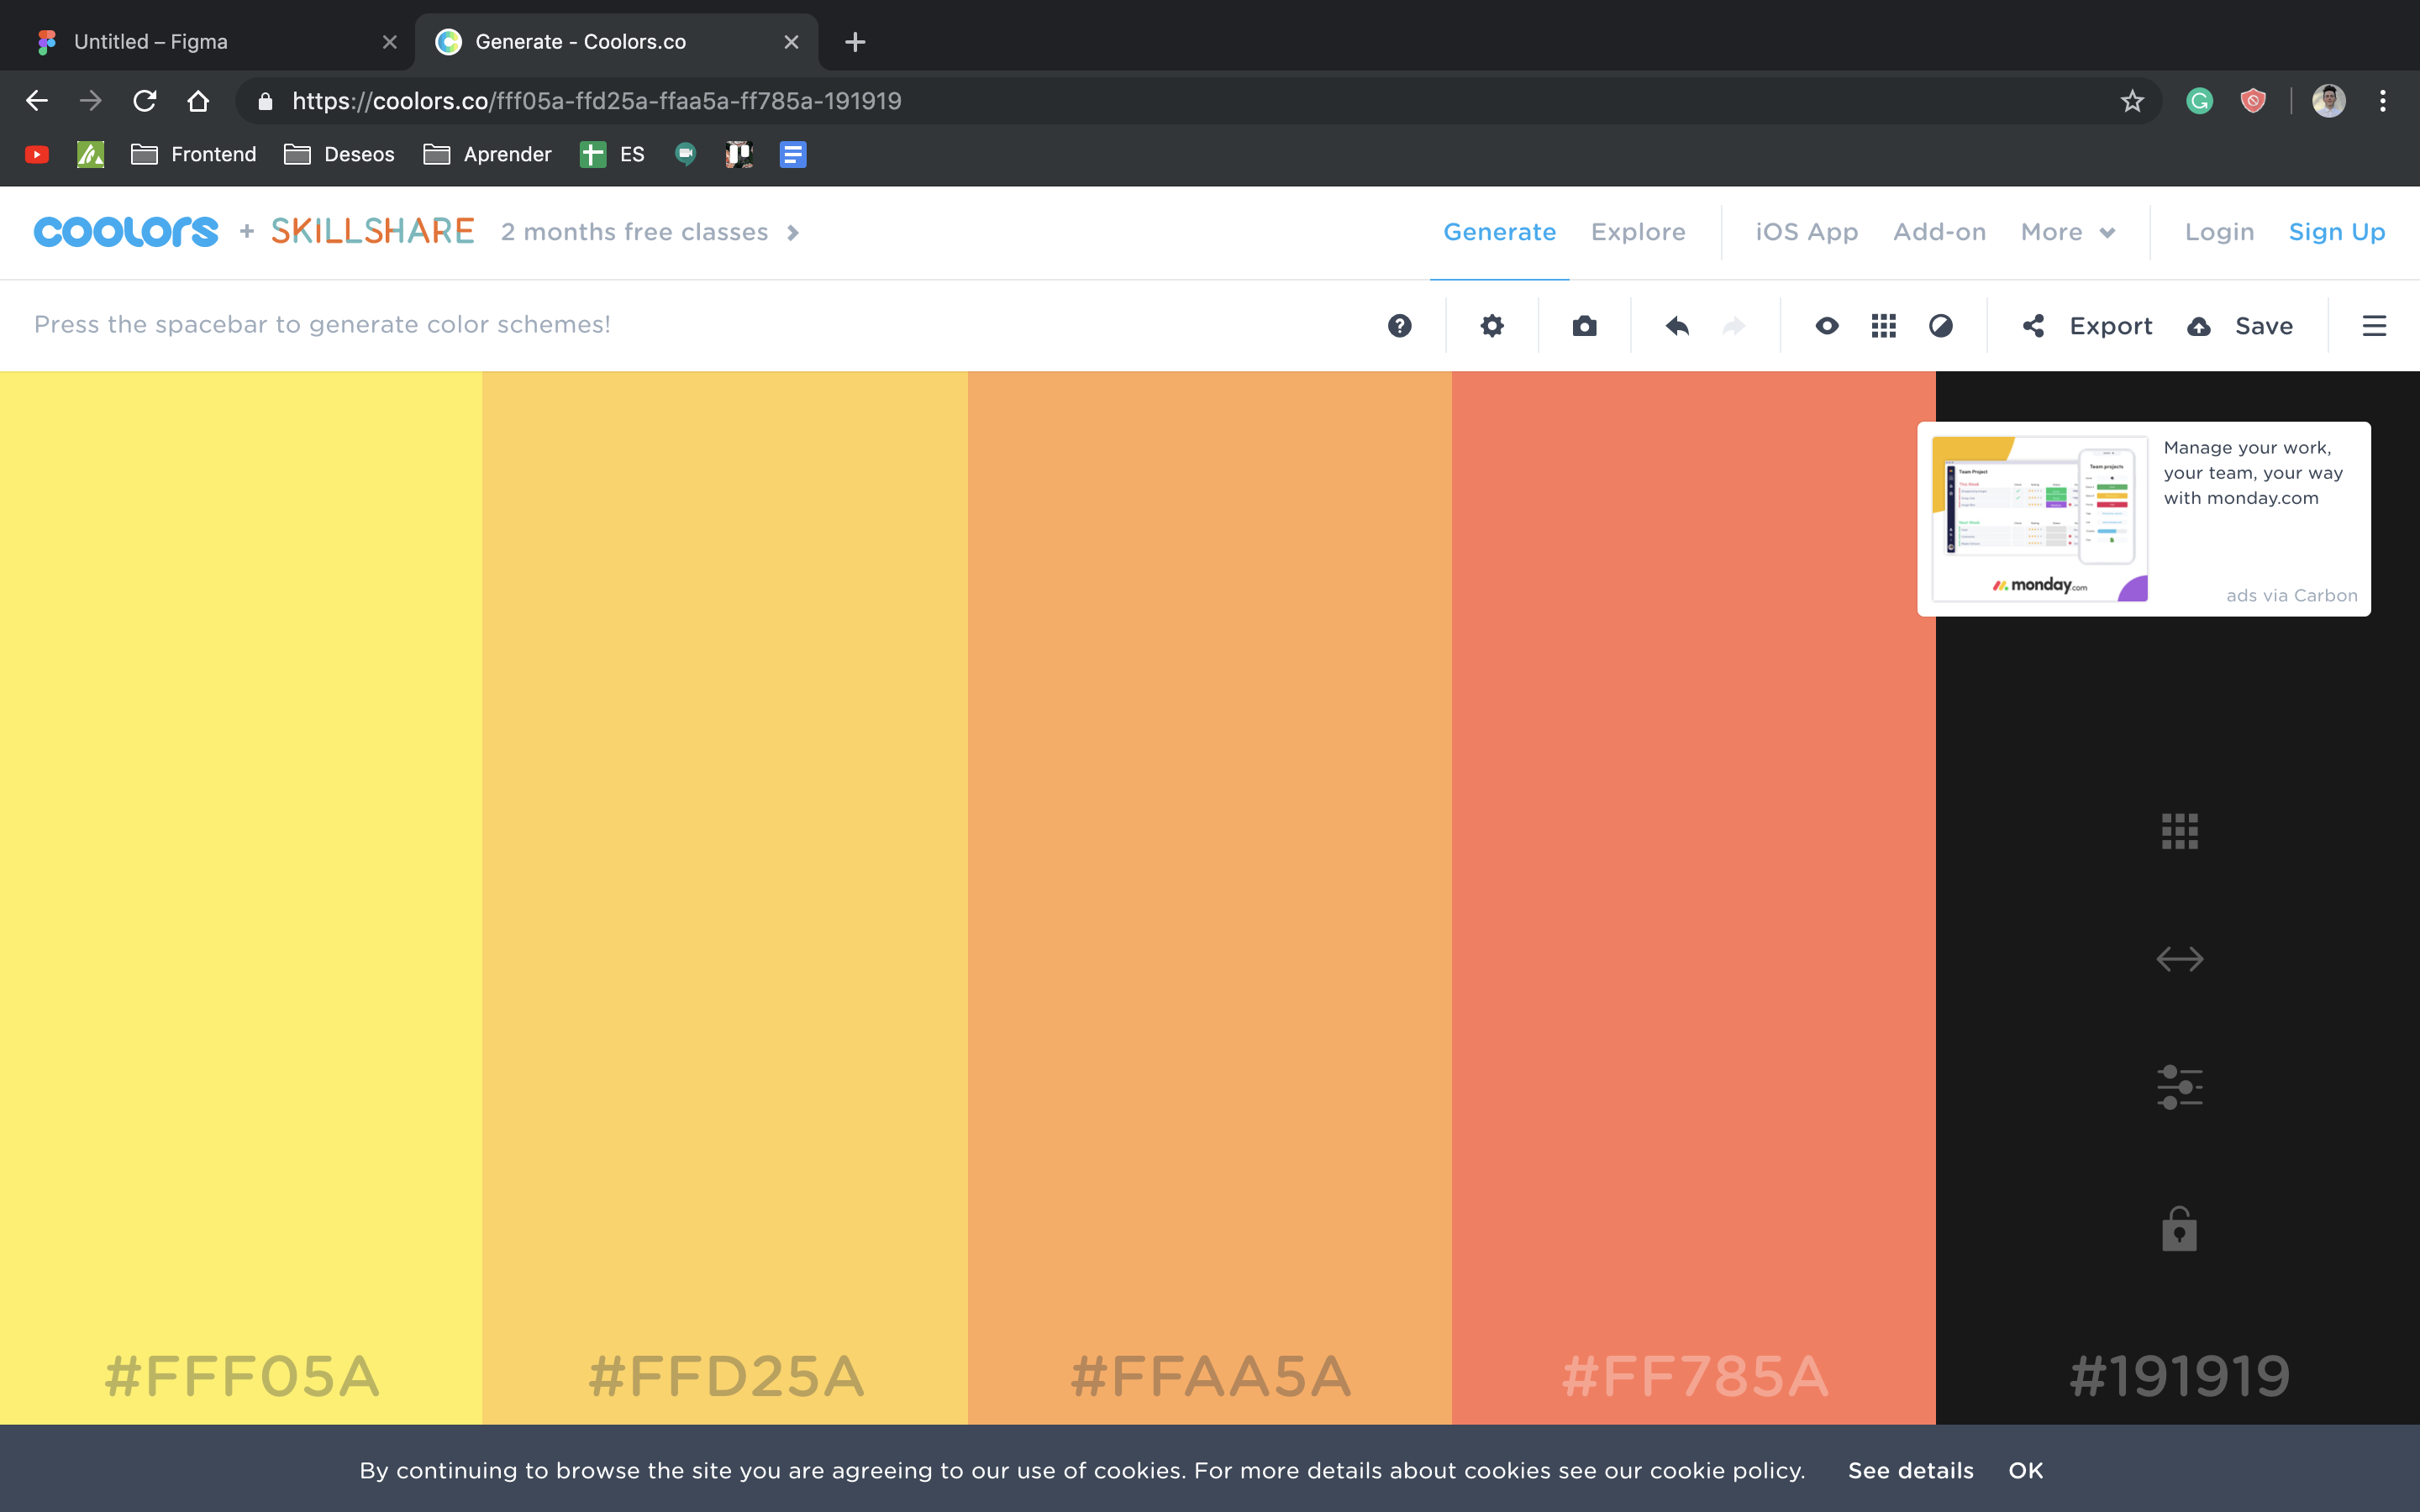 Untitled – Figma
Generate - Coolors.co
https://coolors.co/fff05a-ffd25a-ffaa5a-ff785a-191919
Frontend Deseos Aprender ES
coolors + SKILLSHARE 2 months free classes
Generate Explore iOS App Add-on More Login Sign Up
Press the spacebar to generate color schemes!
Export Save
Manage your work,
your team, your way
with monday.com
Team Project
Team projects
monday.com
ads via Carbon
#FFF05A #FFD25A #FFAA5A #FF785A #191919
By continuing to browse the site you are agreeing to our use of cookies. For more details about cookies see our cookie policy. See details OK